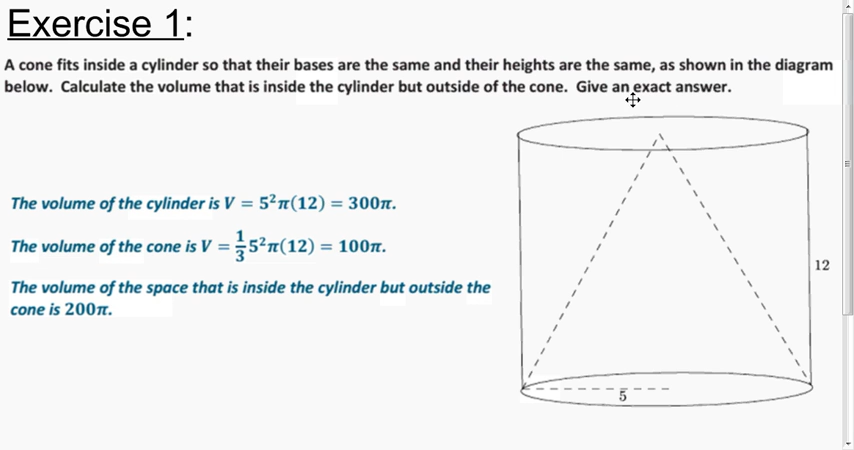 Exercise 1:
A cone fits inside a cylinder so that their bases are the same and their heights are the same, as shown in the diagram
below. Calculate the volume that is inside the cylinder but outside of the cone. Give an exact answer.
The volume of the cylinder is V = 5²π(12) = 300π.
The volume of the cone is V = 1/3 5²π(12) = 100π.
The volume of the space that is inside the cylinder but outside the
cone is 200π.
12
5